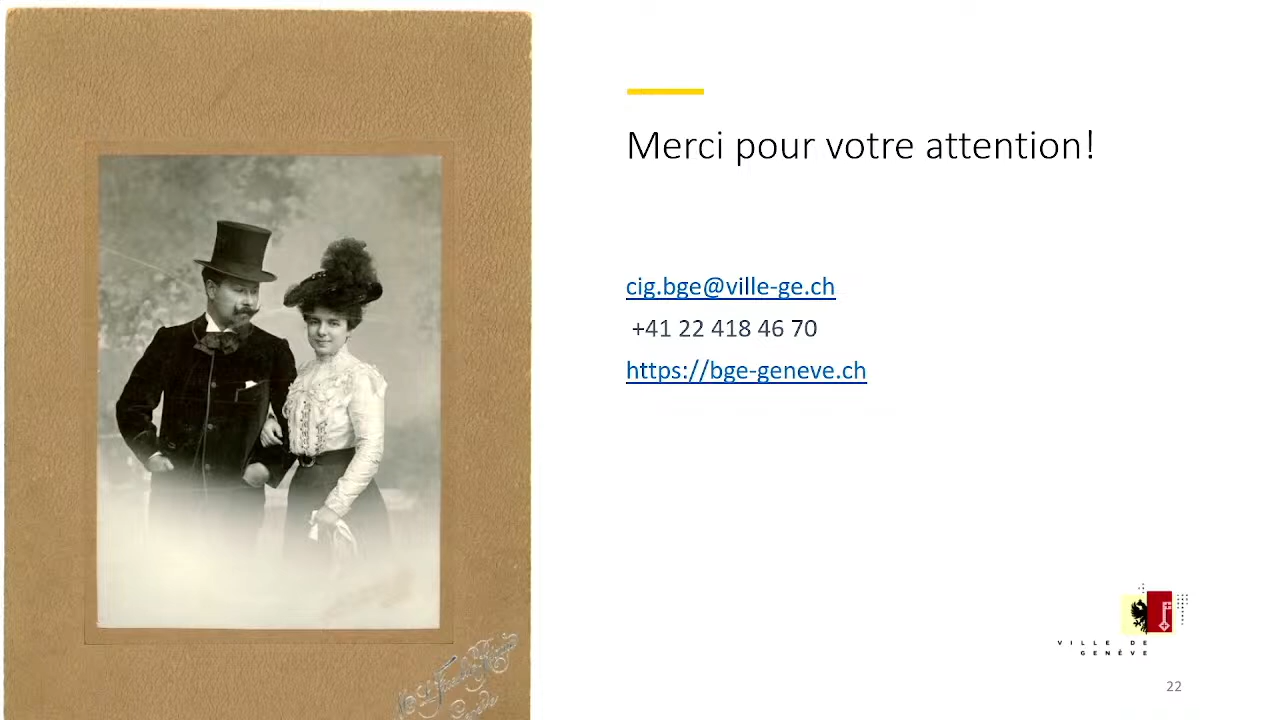 Merci pour votre attention!
cig.bge@ville-ge.ch
+41 22 418 46 70
https://bge-geneve.ch
VILLE DE
GENÈVE
22